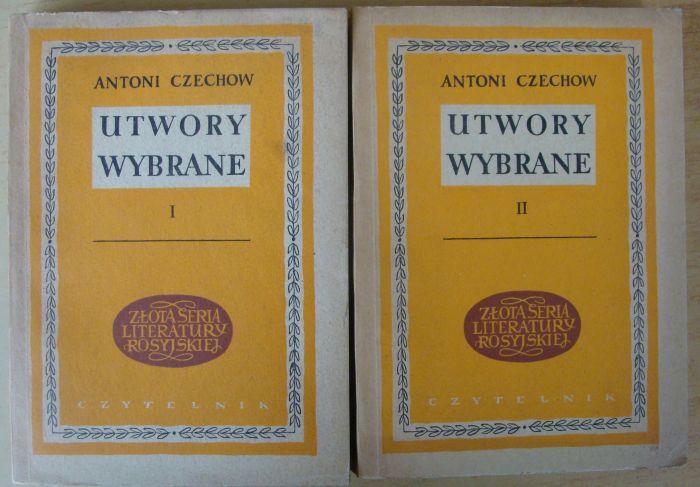 ANTONI CZECHOW
UTWORY
WYBRANE
I
ZŁOTA SERIA
LITERATURY
ROSYJSKIEJ
CZYTELNIK
ANTONI CZECHOW
UTWORY
WYBRANE
II
ZŁOTA SERIA
LITERATURY
ROSYJSKIEJ
CZYTELNIK